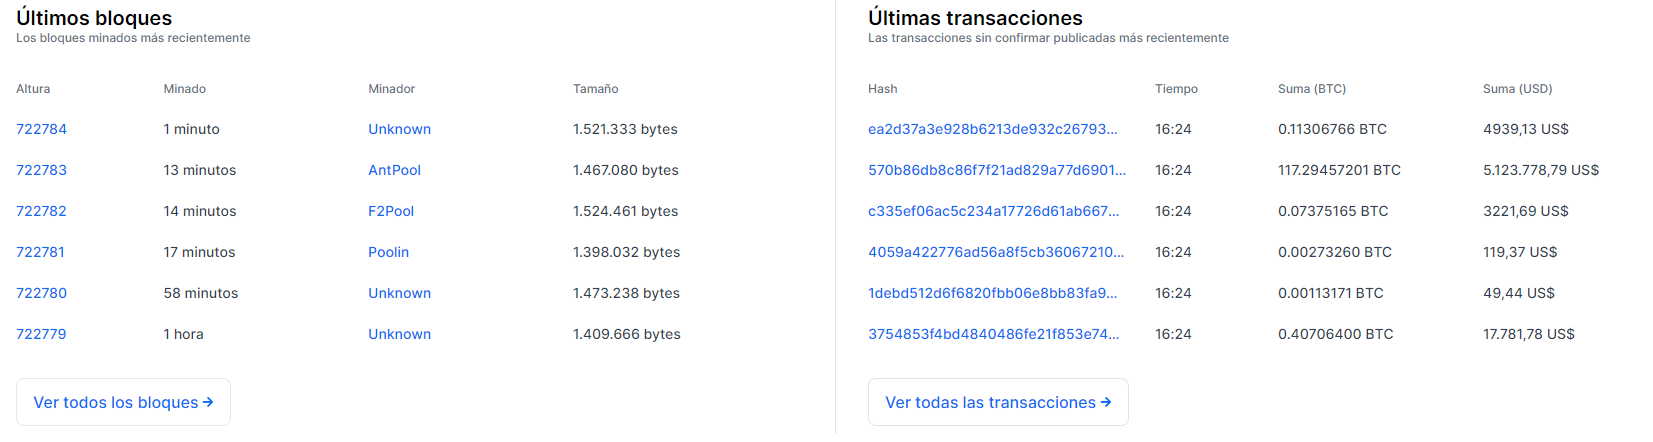 Últimos bloques
Los bloques minados más recientemente
Altura Minado Minador Tamaño
722784 1 minuto Unknown 1.521.333 bytes
722783 13 minutos AntPool 1.467.080 bytes
722782 14 minutos F2Pool 1.524.461 bytes
722781 17 minutos Poolin 1.398.032 bytes
722780 58 minutos Unknown 1.473.238 bytes
722779 1 hora Unknown 1.409.666 bytes
Ver todos los bloques →
Últimas transacciones
Las transacciones sin confirmar publicadas más recientemente
Hash Tiempo Suma (BTC) Suma (USD)
ea2d37a3e928b6213de932c26793... 16:24 0.11306766 BTC 4939,13 US$
570b86db8c86f7f21ad829a77d6901... 16:24 117.29457201 BTC 5.123.778,79 US$
c335ef06ac5c234a17726d61ab667... 16:24 0.07375165 BTC 3221,69 US$
4059a422776ad56a8f5cb36067210... 16:24 0.00273260 BTC 119,37 US$
1debd512d6f6820fbb06e8bb83fa9... 16:24 0.00113171 BTC 49,44 US$
3754853f4bd4840486fe21f853e74... 16:24 0.40706400 BTC 17.781,78 US$
Ver todas las transacciones →